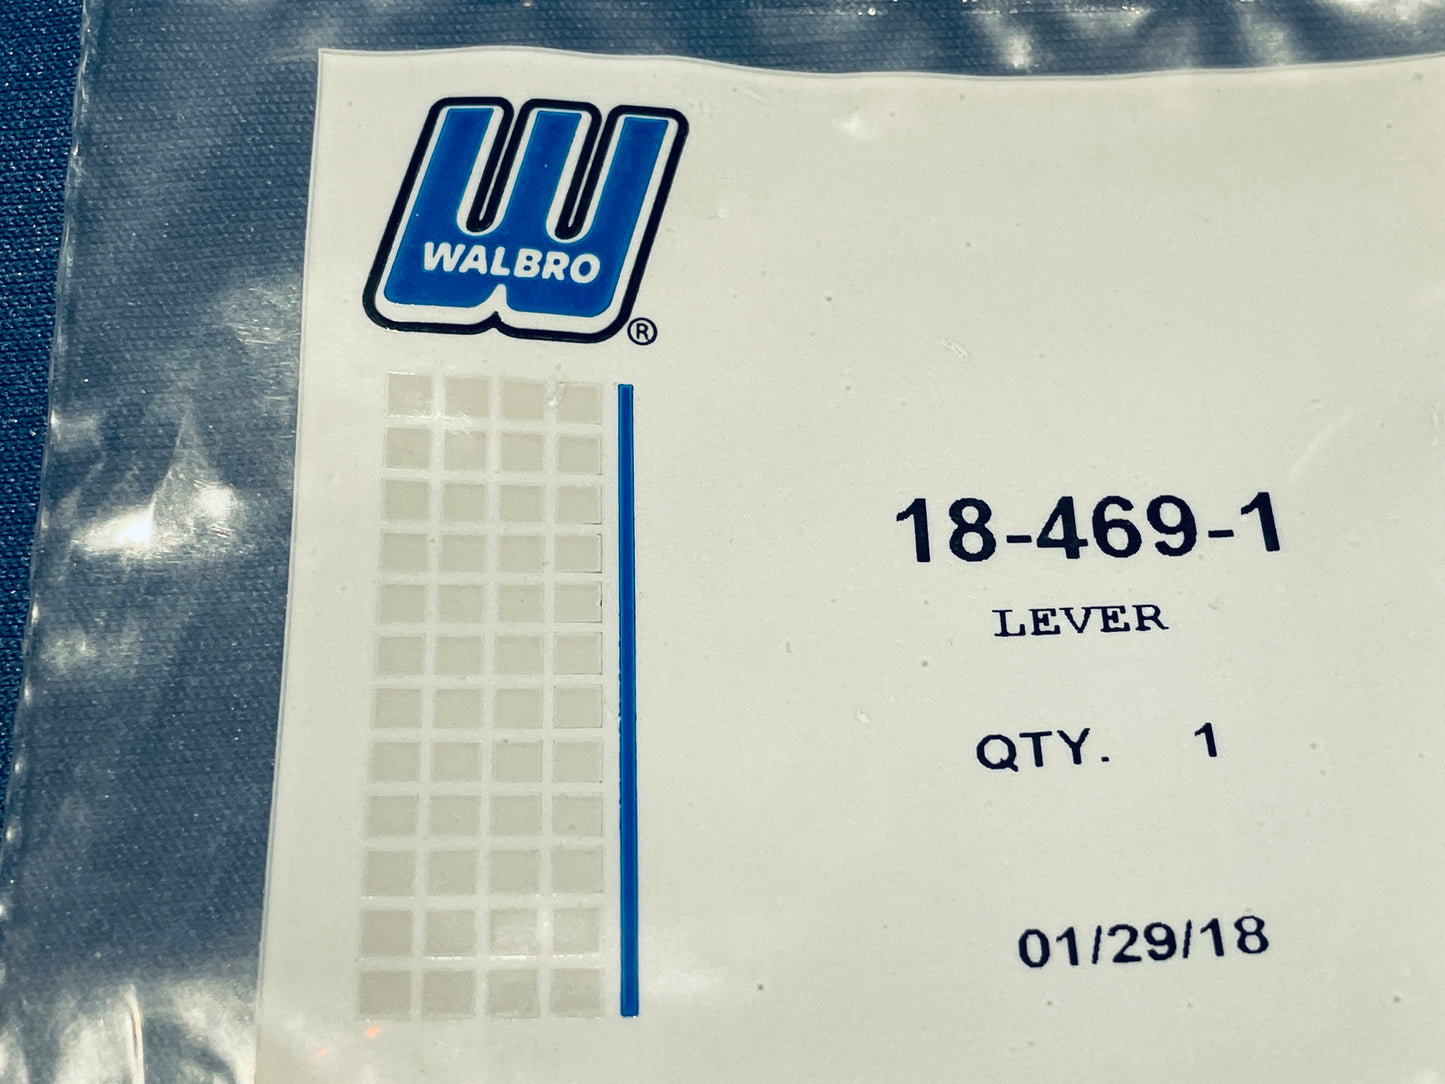 WALBRO
®
18-469-1
LEVER
QTY. 1
01/29/18